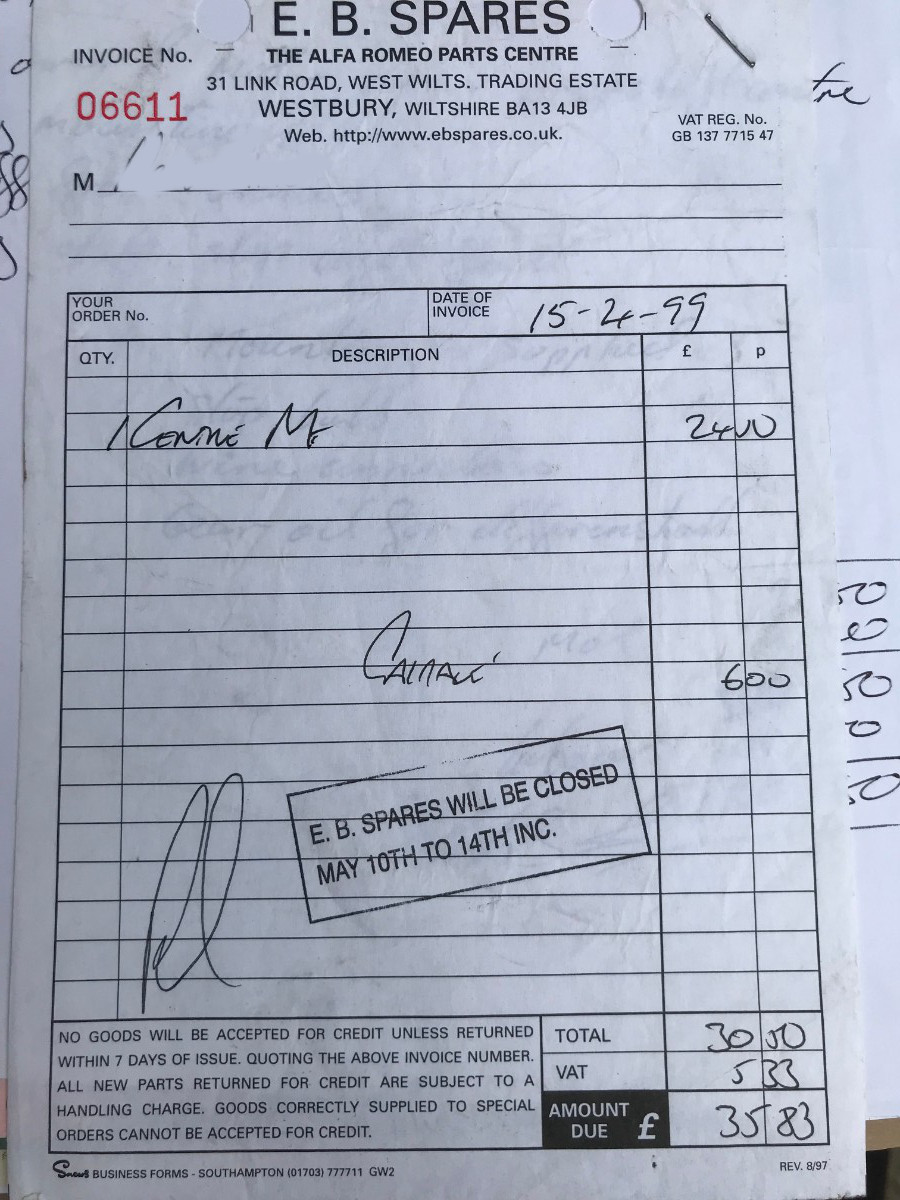 E. B. SPARES
INVOICE No.
THE ALFA ROMEO PARTS CENTRE
06611
31 LINK ROAD, WEST WILTS. TRADING ESTATE
WESTBURY, WILTSHIRE BA13 4JB
Web. http://www.ebspares.co.uk.
VAT REG. No.
GB 137 7715 47
M
YOUR
ORDER No.
DATE OF
INVOICE
15-4-99
QTY. DESCRIPTION £ p
1 CENTRE 24 00
6 00
E. B. SPARES WILL BE CLOSED
MAY 10TH TO 14TH INC.
NO GOODS WILL BE ACCEPTED FOR CREDIT UNLESS RETURNED
WITHIN 7 DAYS OF ISSUE. QUOTING THE ABOVE INVOICE NUMBER.
ALL NEW PARTS RETURNED FOR CREDIT ARE SUBJECT TO A
HANDLING CHARGE. GOODS CORRECTLY SUPPLIED TO SPECIAL
ORDERS CANNOT BE ACCEPTED FOR CREDIT.
TOTAL 30 50
VAT 5 33
AMOUNT
DUE £ 35 83
Snows BUSINESS FORMS - SOUTHAMPTON (01703) 777711 GW2
REV. 8/97